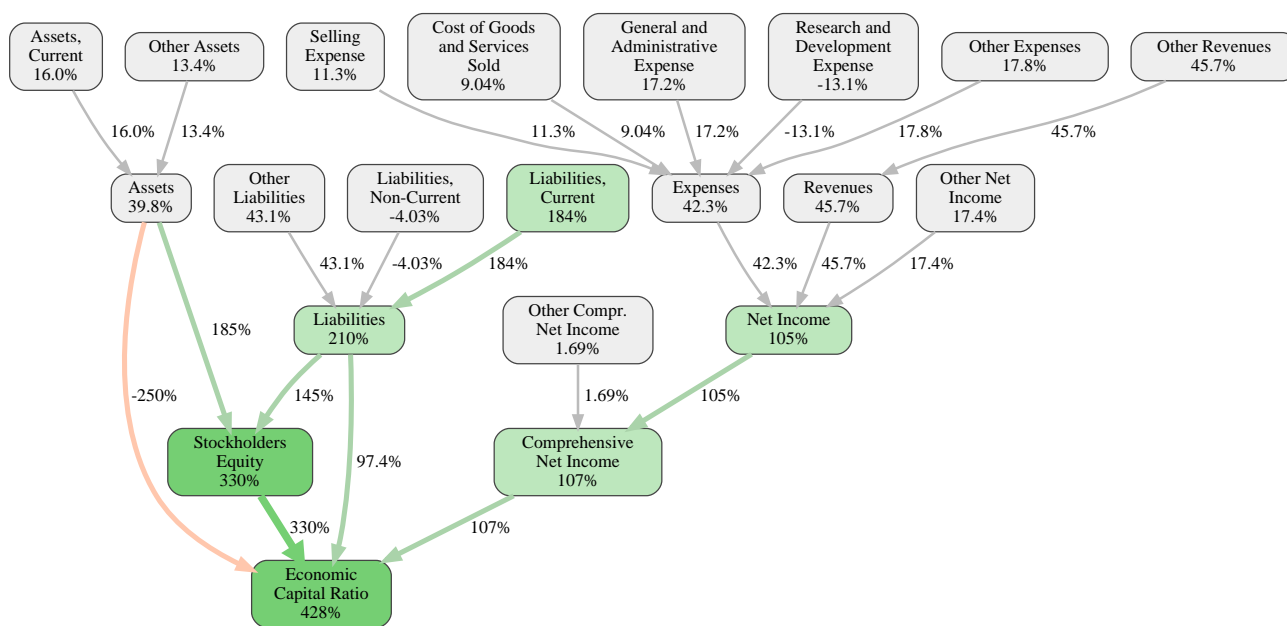 Assets,
Current
16.0%
Other Assets
13.4%
Selling
Expense
11.3%
Cost of Goods
and Services
Sold
9.04%
General and
Administrative
Expense
17.2%
Research and
Development
Expense
-13.1%
Other Expenses
17.8%
Other Revenues
45.7%
16.0%
13.4%
11.3%
9.04%
17.2%
-13.1%
17.8%
45.7%
Assets
39.8%
Other
Liabilities
43.1%
Liabilities,
Non-Current
-4.03%
Liabilities,
Current
184%
Expenses
42.3%
Revenues
45.7%
Other Net
Income
17.4%
43.1%
-4.03%
184%
42.3%
45.7%
17.4%
185%
Liabilities
210%
Other Compr.
Net Income
1.69%
Net Income
105%
-250%
145%
1.69%
105%
Stockholders
Equity
330%
97.4%
Comprehensive
Net Income
107%
330%
107%
Economic
Capital Ratio
428%